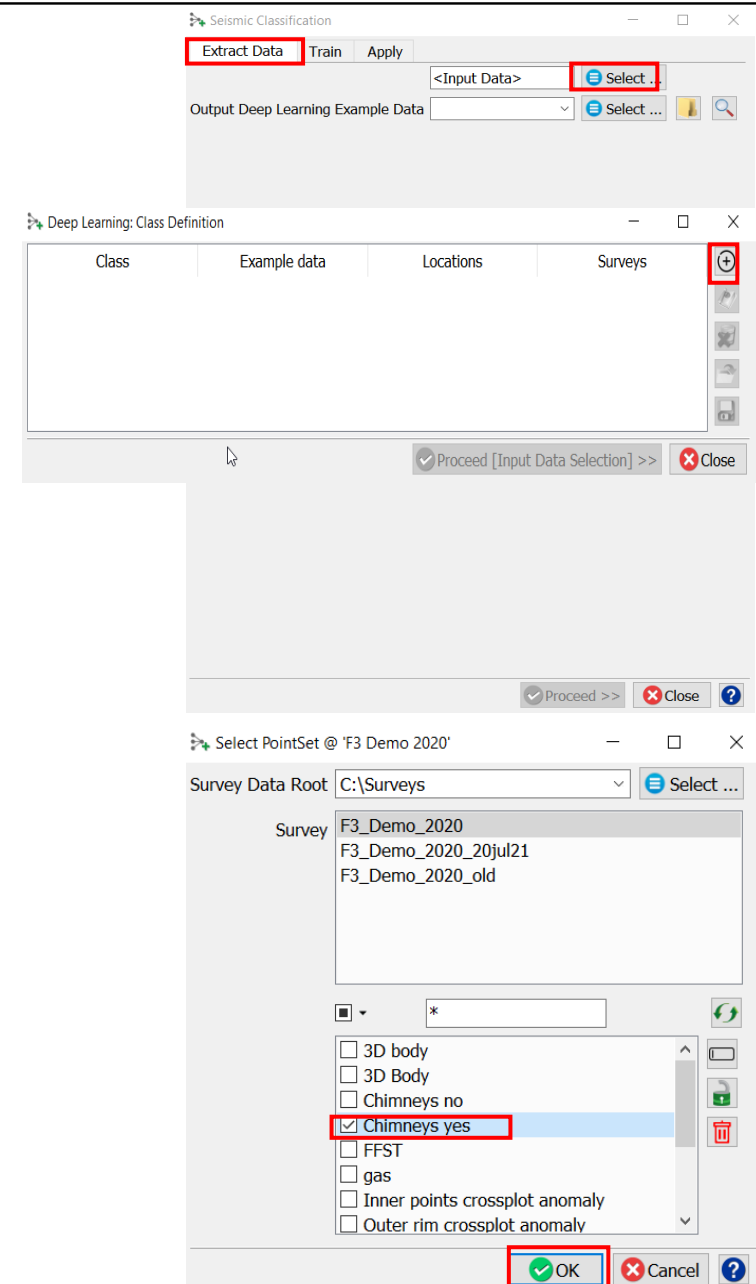 Seismic Classification
Extract Data Train Apply
<Input Data> Select ...
Output Deep Learning Example Data Select ...
Deep Learning: Class Definition
Class Example data Locations Surveys
Proceed [Input Data Selection] >> Close
Proceed >> Close
Select PointSet @ 'F3 Demo 2020'
Survey Data Root C:\Surveys Select ...
Survey F3_Demo_2020
F3_Demo_2020_20jul21
F3_Demo_2020_old
*
3D body
3D Body
Chimneys no
Chimneys yes
FFST
gas
Inner points crossplot anomaly
Outer rim crossplot anomaly
OK Cancel